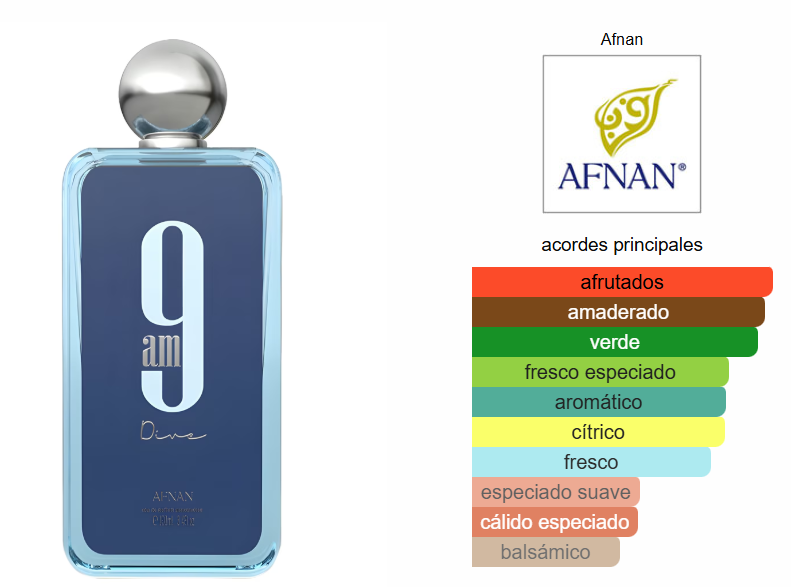 9
am
Dive
AFNAN
Afnan
AFNAN®
acordes principales
afrutados
amaderado
verde
fresco especiado
aromático
cítrico
fresco
especiado suave
cálido especiado
balsámico